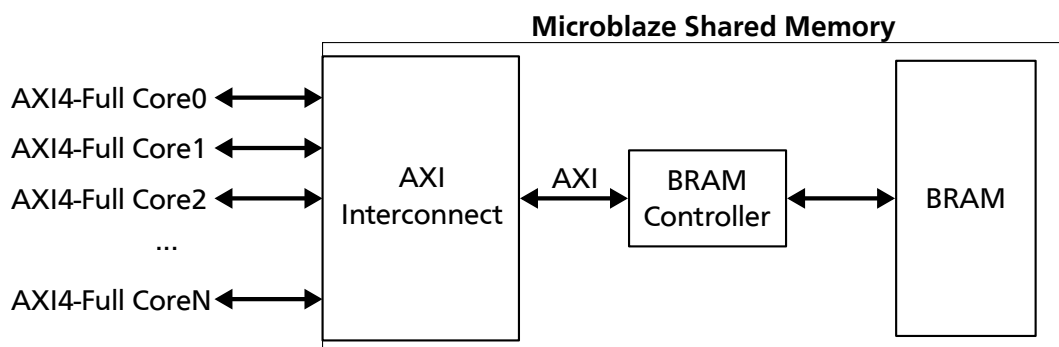 Microblaze Shared Memory
AXI4-Full Core0
AXI4-Full Core1
AXI4-Full Core2
...
AXI4-Full CoreN
AXI
Interconnect
AXI
BRAM
Controller
BRAM